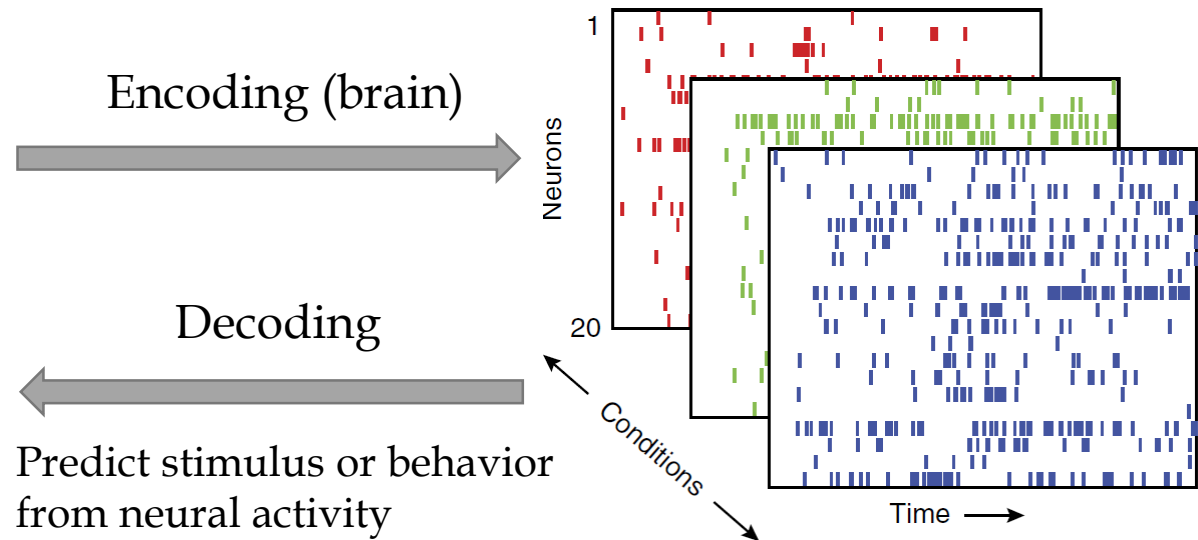 Encoding (brain)
Decoding
Predict stimulus or behavior
from neural activity
1
Neurons
20
Conditions
Time